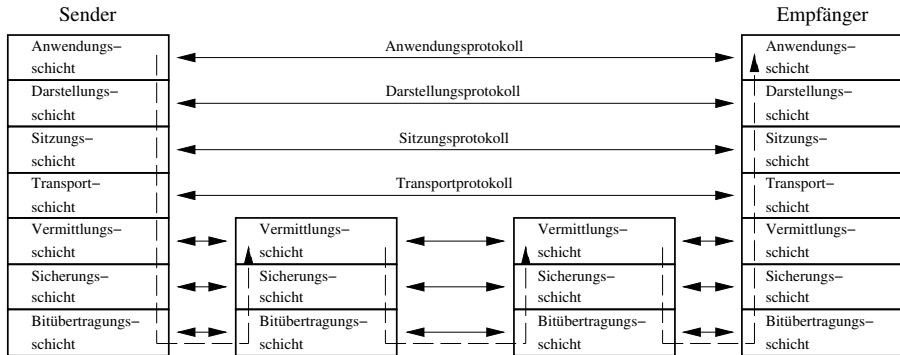 Sender
Empfänger
Anwendungs–
schicht
Anwendungsprotokoll
Anwendungs–
schicht
Darstellungs–
schicht
Darstellungsprotokoll
Darstellungs–
schicht
Sitzungs–
schicht
Sitzungsprotokoll
Sitzungs–
schicht
Transport–
schicht
Transportprotokoll
Transport–
schicht
Vermittlungs–
schicht
Vermittlungs–
schicht
Vermittlungs–
schicht
Vermittlungs–
schicht
Sicherungs–
schicht
Sicherungs–
schicht
Sicherungs–
schicht
Sicherungs–
schicht
Bitübertragungs–
schicht
Bitübertragungs–
schicht
Bitübertragungs–
schicht
Bitübertragungs–
schicht